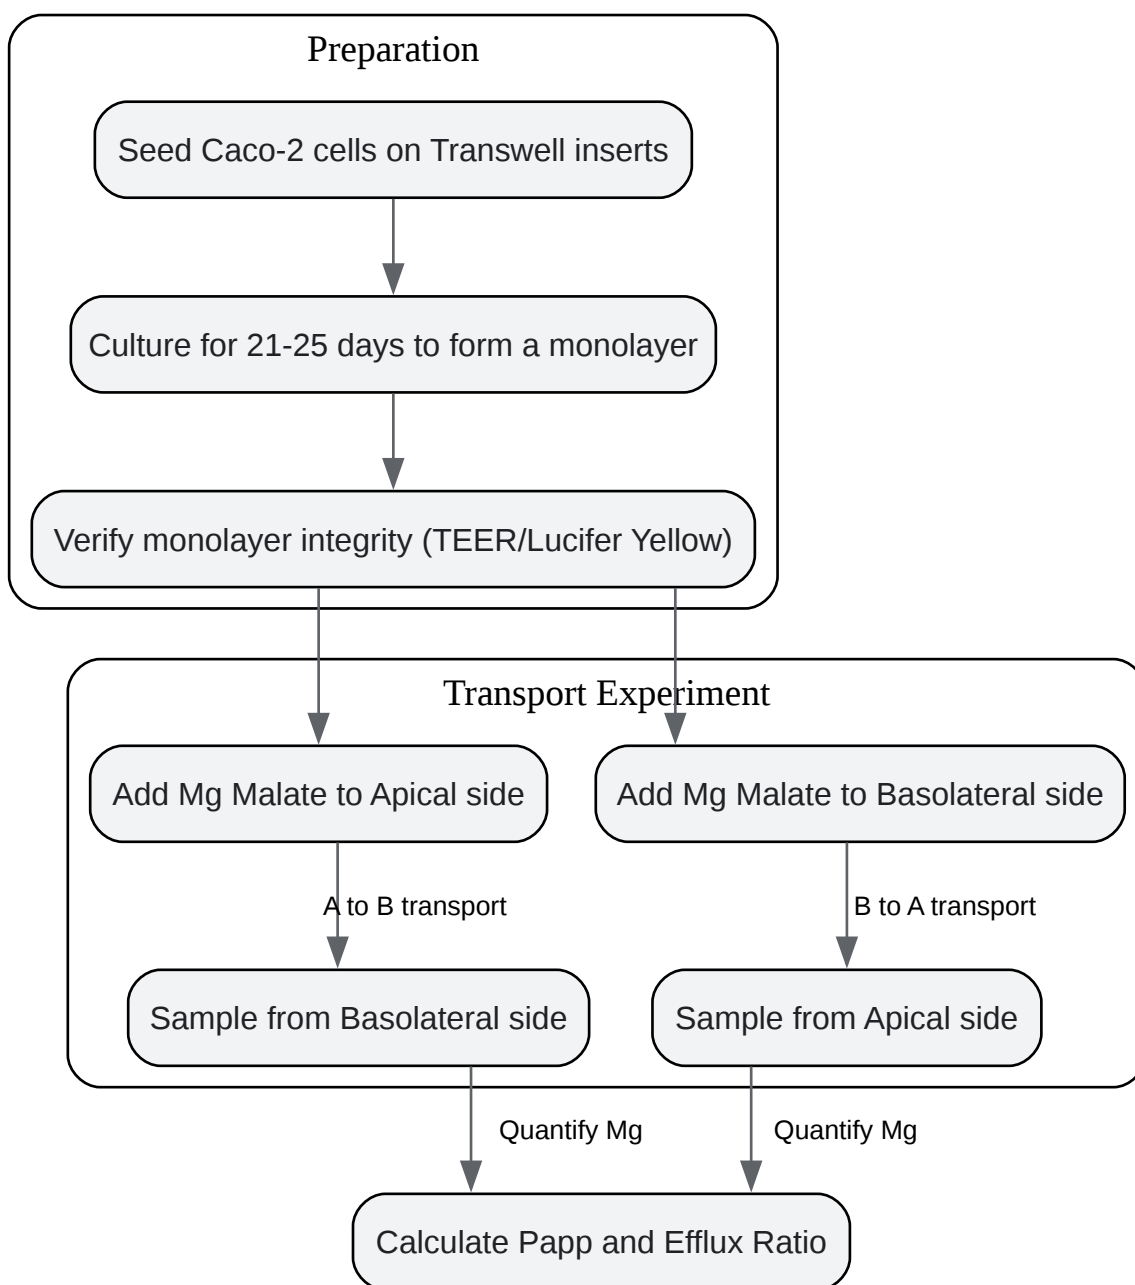 Preparation
Seed Caco-2 cells on Transwell inserts
Culture for 21-25 days to form a monolayer
Verify monolayer integrity (TEER/Lucifer Yellow)
Transport Experiment
Add Mg Malate to Apical side
Add Mg Malate to Basolateral side
A to B transport
B to A transport
Sample from Basolateral side
Sample from Apical side
Quantify Mg
Quantify Mg
Calculate Papp and Efflux Ratio